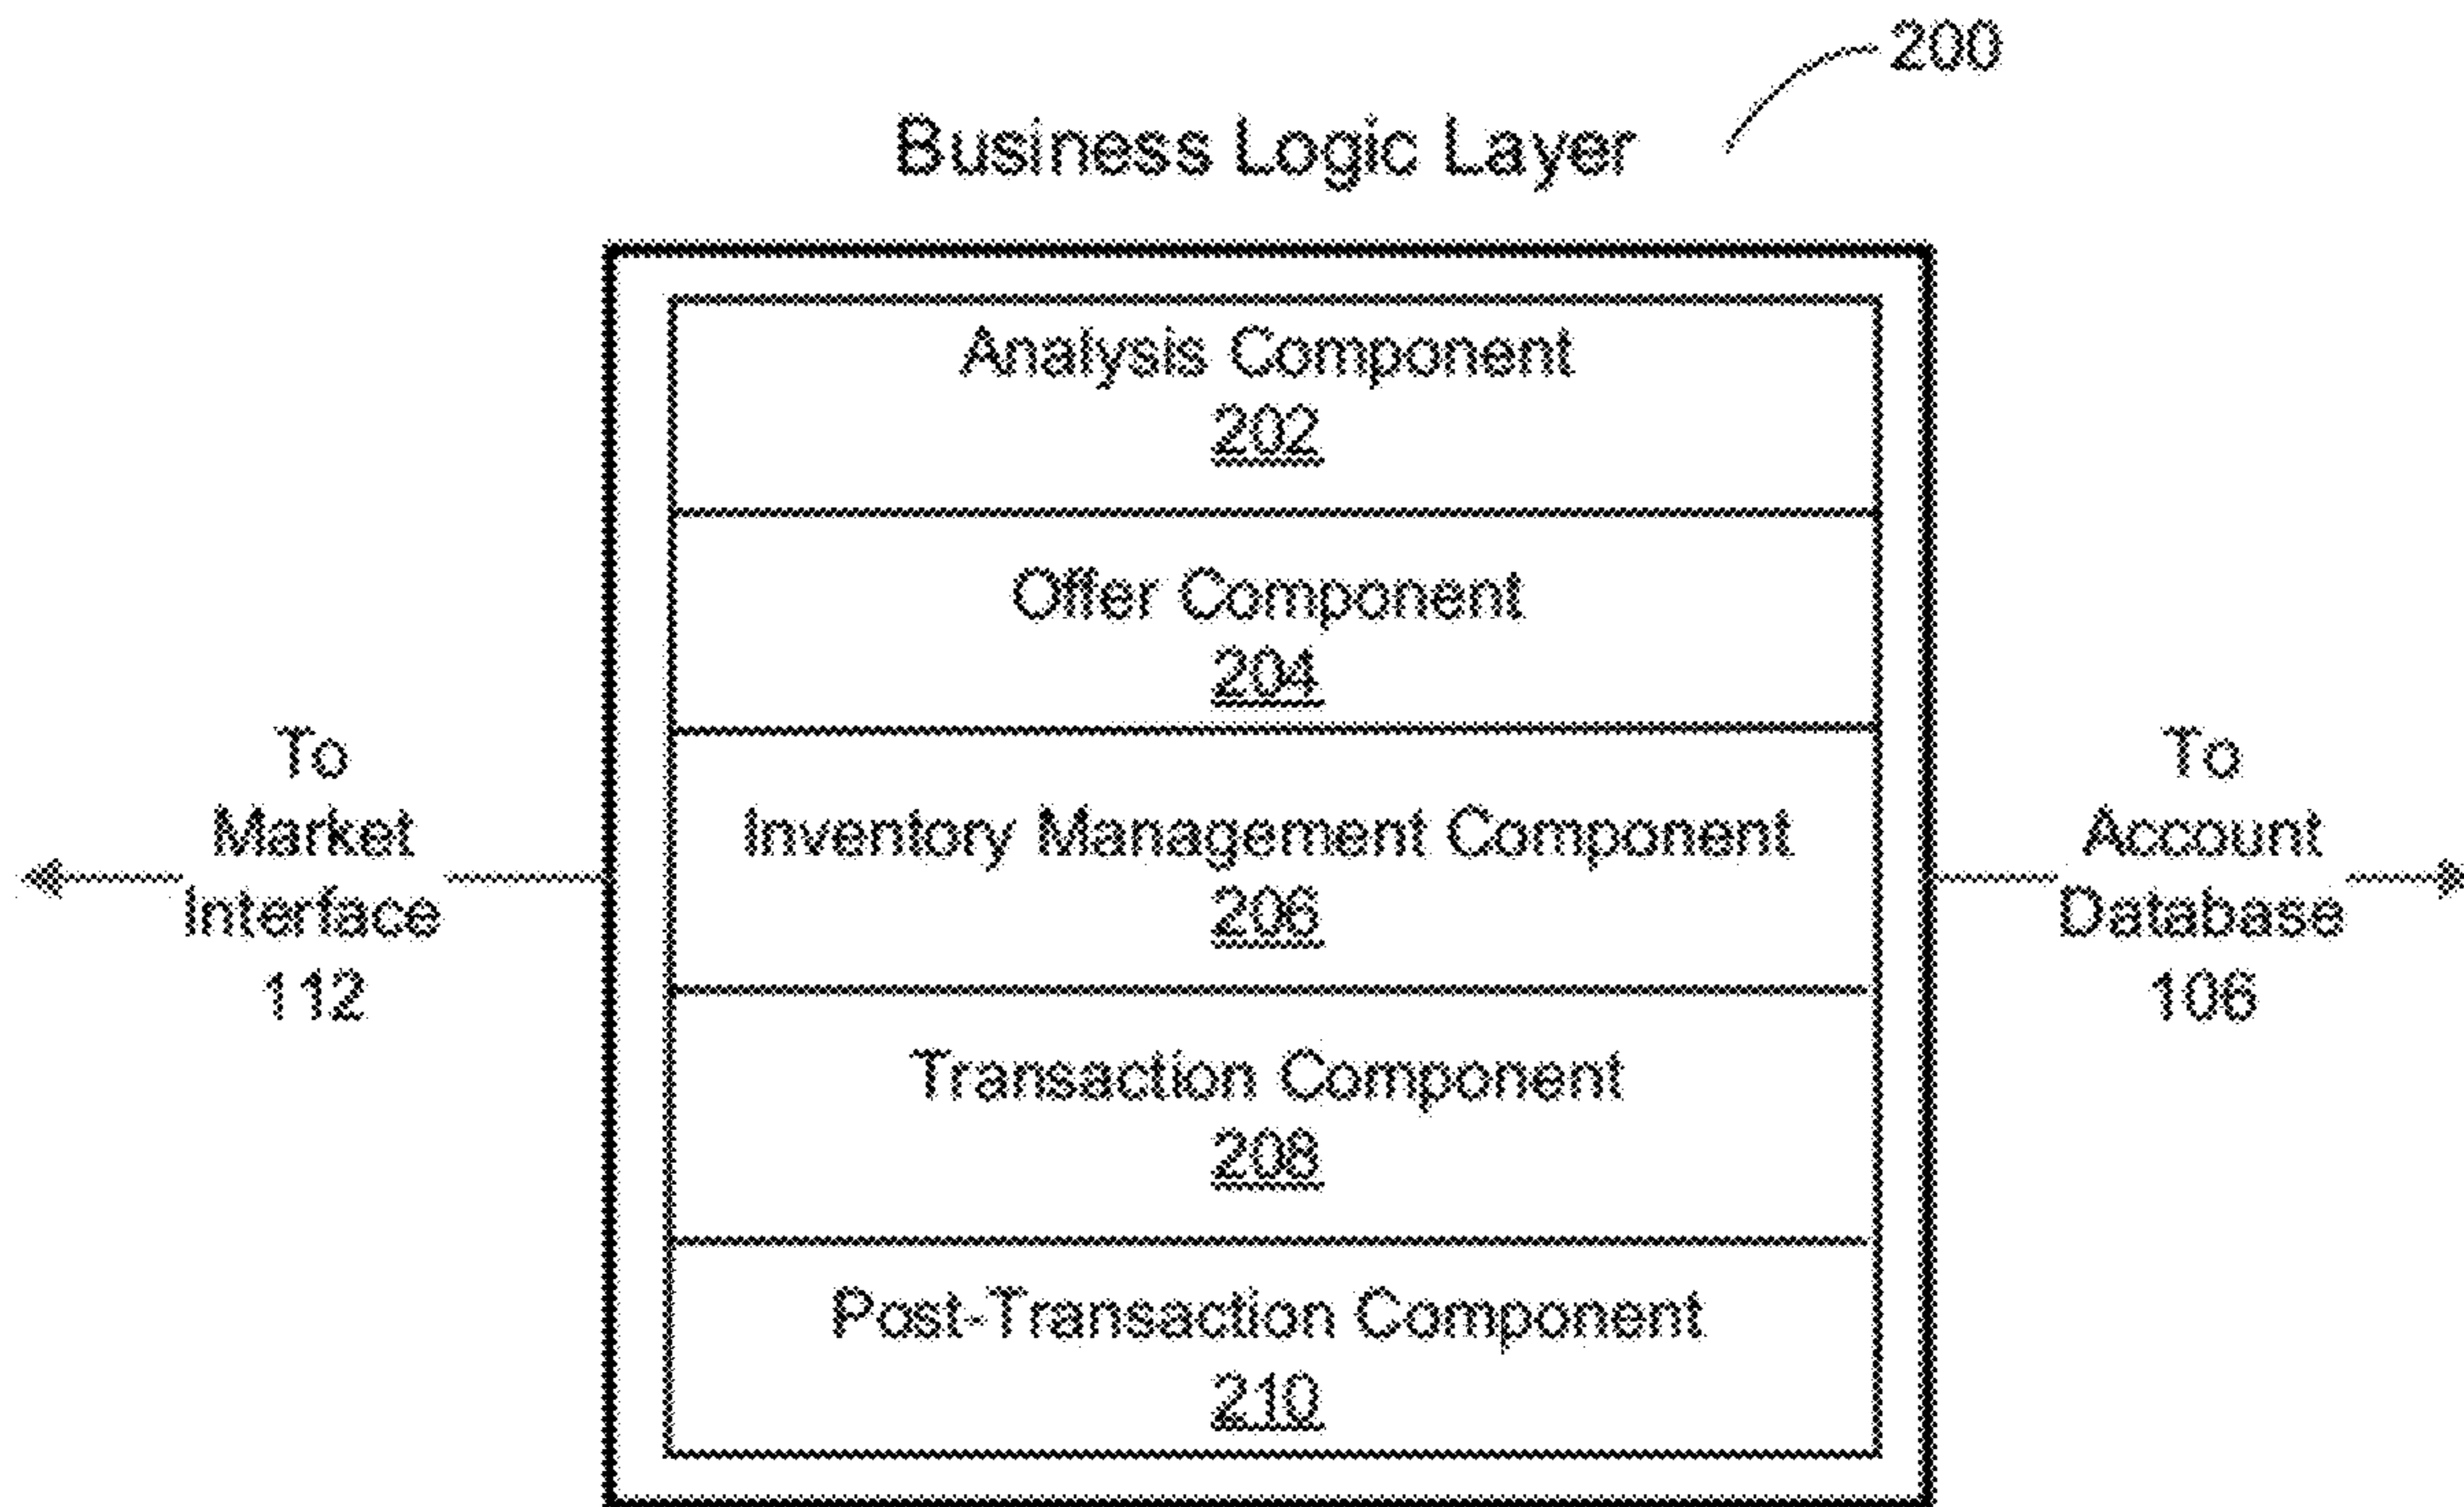 200
Business Logic Layer
Analysis Component
202
Offer Component
204
Inventory Management Component
206
Transaction Component
208
Post-Transaction Component
210
To
Market
Interface
112
To
Account
Database
106